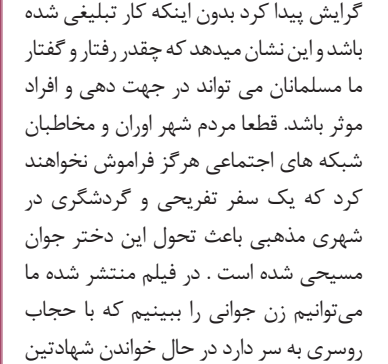 گرایش پیدا کرد بدون اینکه کار تبلیغی شده
باشد و این نشان میدهد که چقدر رفتار و گفتار
ما مسلمانان می تواند در جهت دهی و افراد
موثر باشد. قطعا مردم شهر اوران و مخاطبان
شبکه های اجتماعی هرگز فراموش نخواهند
کرد که یک سفر تفریحی و گردشگری در
شهری مذهبی باعث تحول این دختر جوان
مسیحی شده است . در فیلم منتشر شده ما
می‌توانیم زن جوانی را ببینیم که با حجاب
روسری به سر دارد در حال خواندن شهادتین